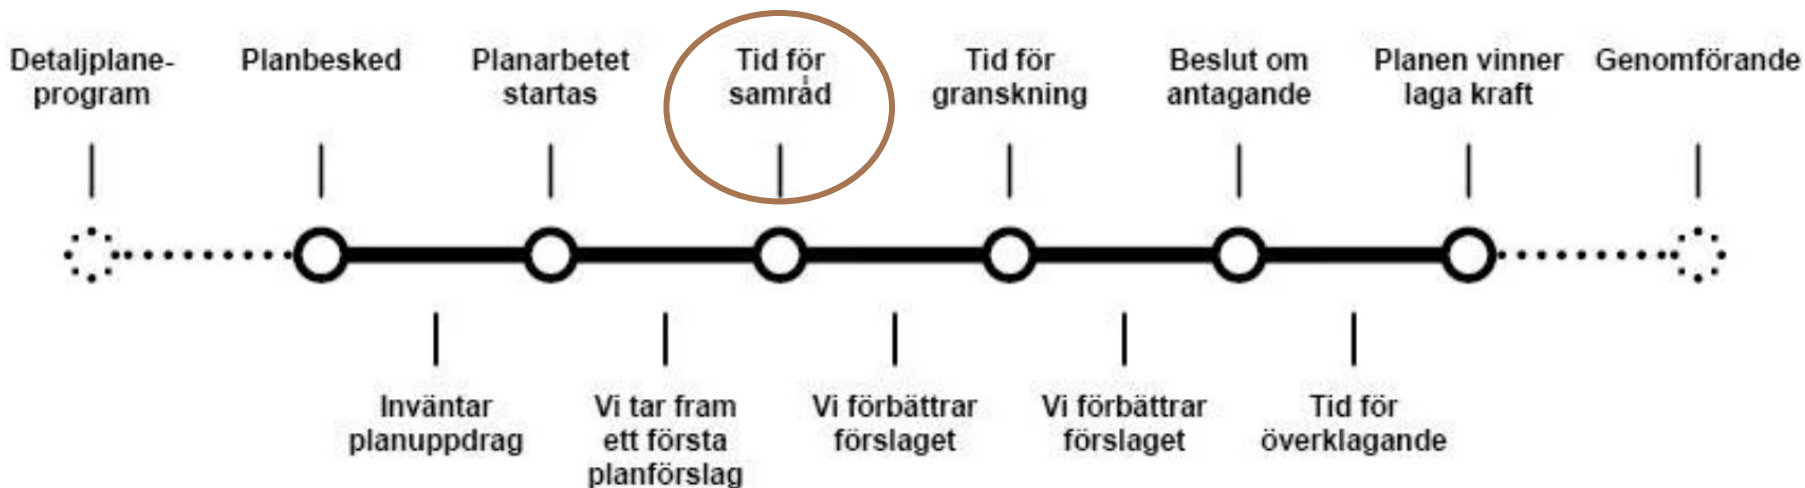 Detaljplane-
program
Planbesked
Planarbetet
startas
Tid för
samråd
Tid för
granskning
Beslut om
antagande
Planen vinner
laga kraft
Genomförande
Inväntar
planuppdrag
Vi tar fram
ett första
planförslag
Vi förbättrar
förslaget
Vi förbättrar
förslaget
Tid för
överklagande